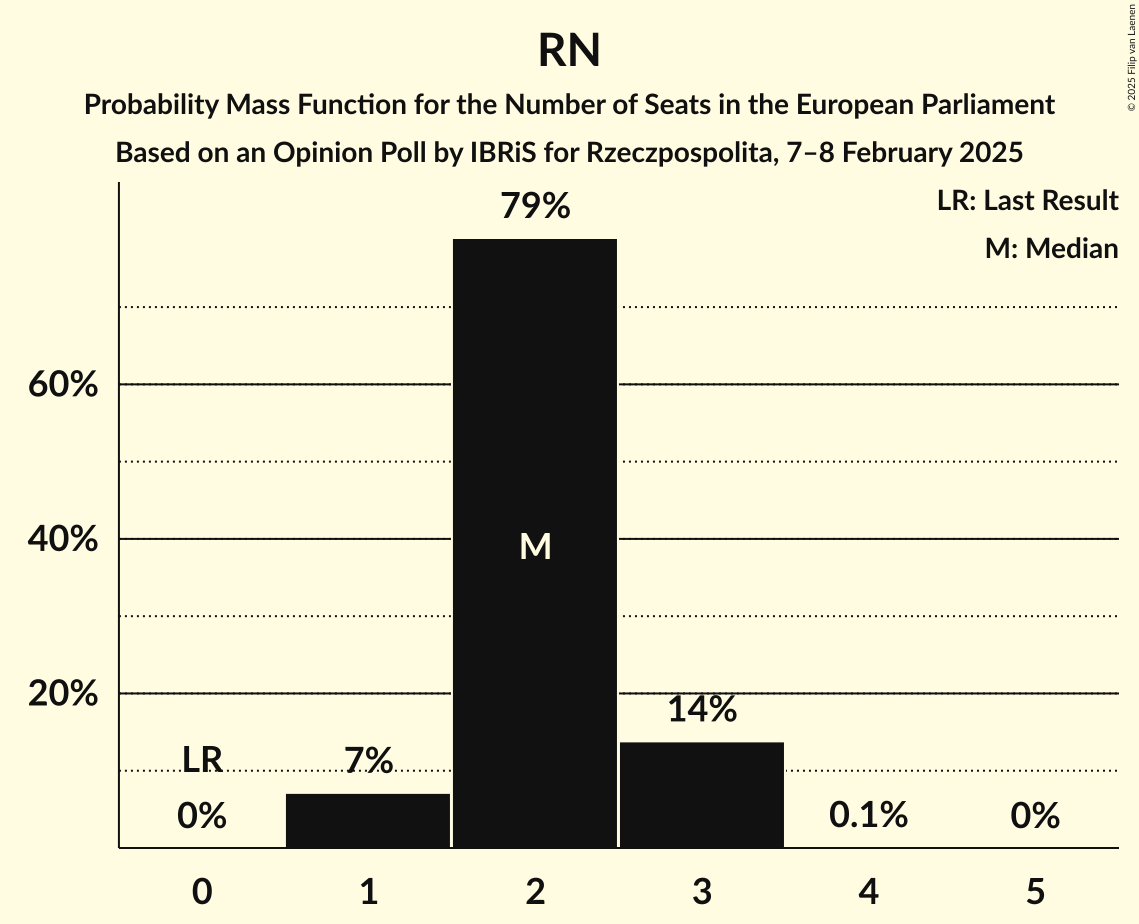 RN
Probability Mass Function for the Number of Seats in the European Parliament
Based on an Opinion Poll by IBRiS for Rzeczpospolita, 7–8 February 2025
© 2025 Filip van Laenen
LR: Last Result
M: Median
79%
60%
40%
M
20%
14%
LR
7%
0%
0.1%
0%
0 1 2 3 4 5